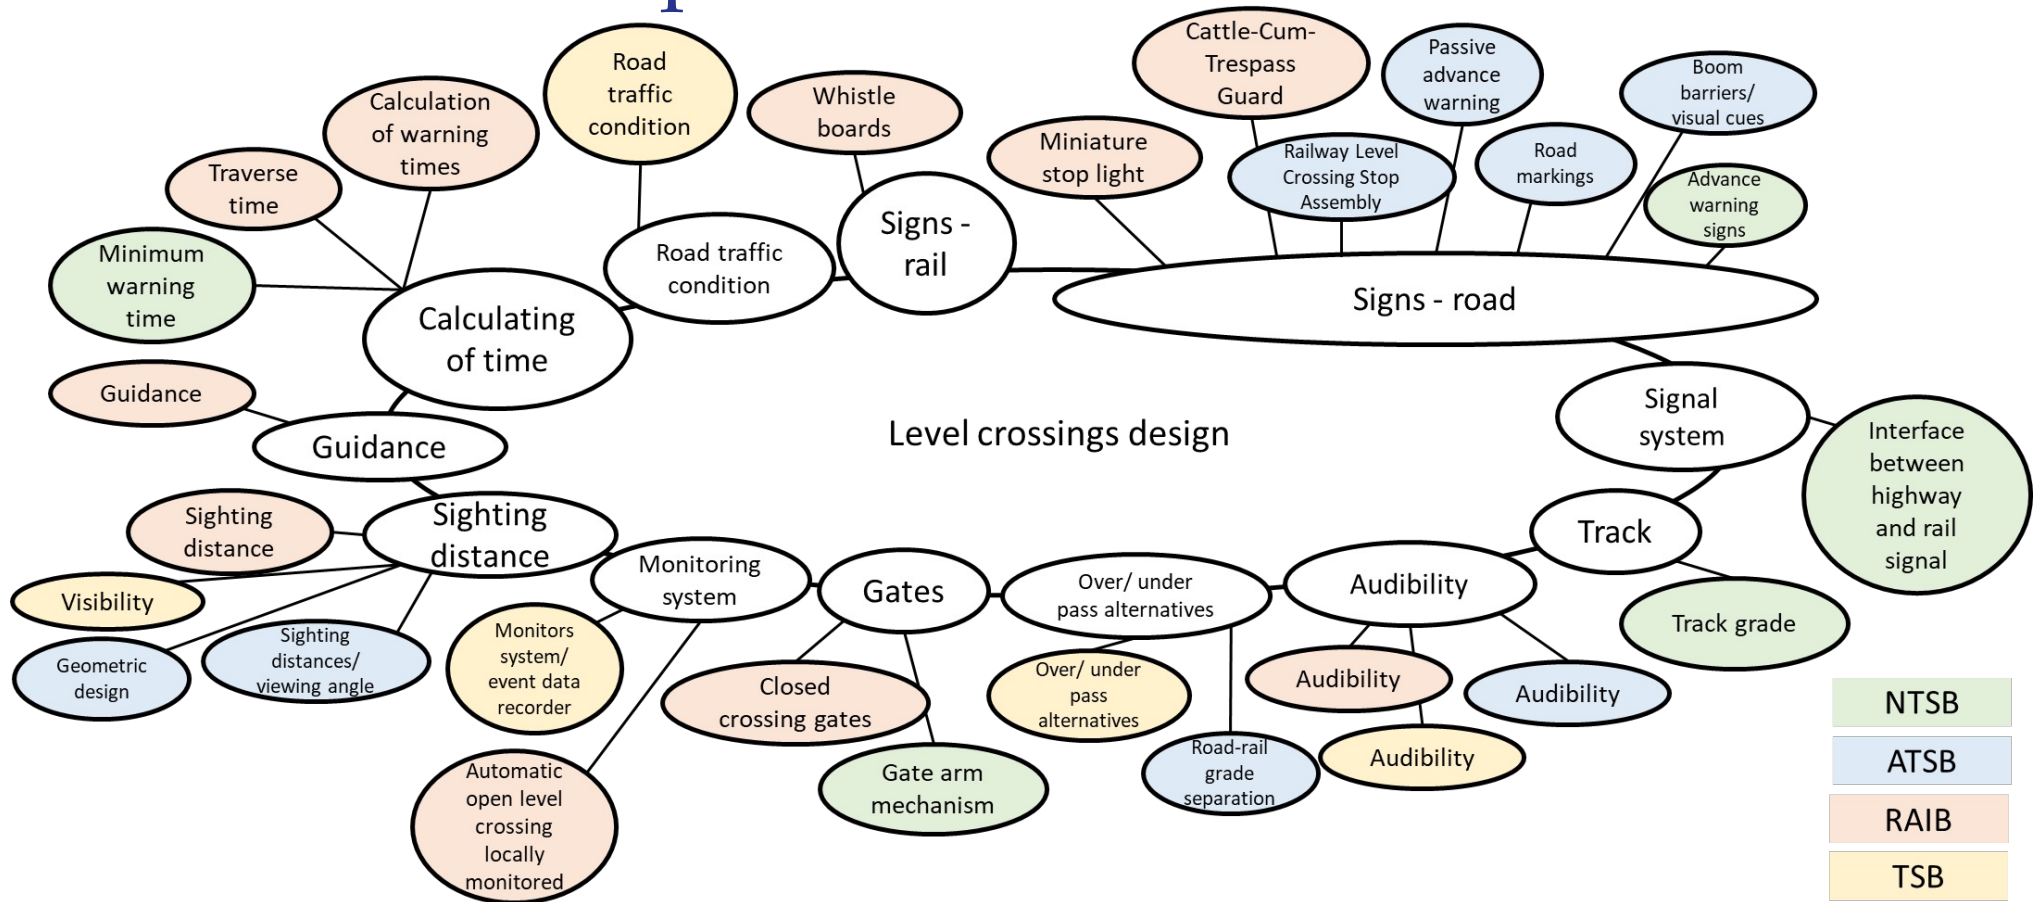 Cattle-Cum-
Trespass
Guard
Road
traffic
condition
Passive
advance
warning
Boom
barriers/
visual cues
Calculation
of warning
times
Whistle
boards
Miniature
stop light
Railway Level
Crossing Stop
Assembly
Road
markings
Traverse
time
Advance
warning
signs
Minimum
warning
time
Signs -
rail
Road traffic
condition
Signs - road
Calculating
of time
Guidance
Signal
system
Interface
between
highway
and rail
signal
Guidance
Level crossings design
Sighting
distance
Sighting
distance
Track
Visibility
Monitoring
system
Gates
Over/ under
pass alternatives
Audibility
Track grade
Geometric
design
Sighting
distances/
viewing angle
Monitors
system/
event data
recorder
Closed
crossing gates
Over/ under
pass
alternatives
Audibility
Audibility
Automatic
open level
crossing
locally
monitored
Gate arm
mechanism
Road-rail
grade
separation
Audibility
NTSB
ATSB
RAIB
TSB